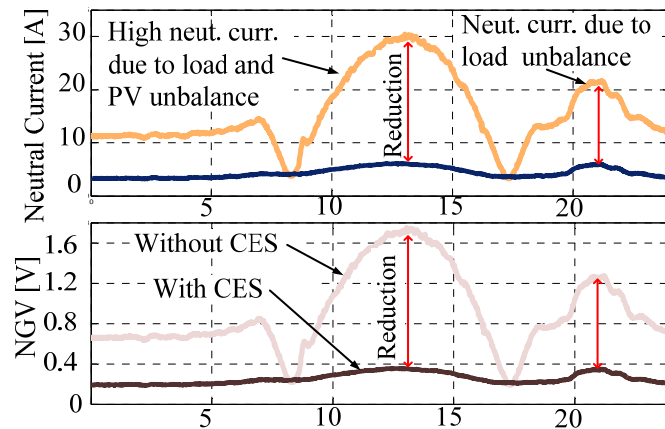 Neutral Current [A]
30
20
10
0
High neut. curr.
due to load and
PV unbalance
Reduction
Neut. curr. due to
load unbalance
5
10
15
20
NGV [V]
1.6
1.2
0.8
0.4
0
Without CES
With CES
Reduction
5
10
15
20